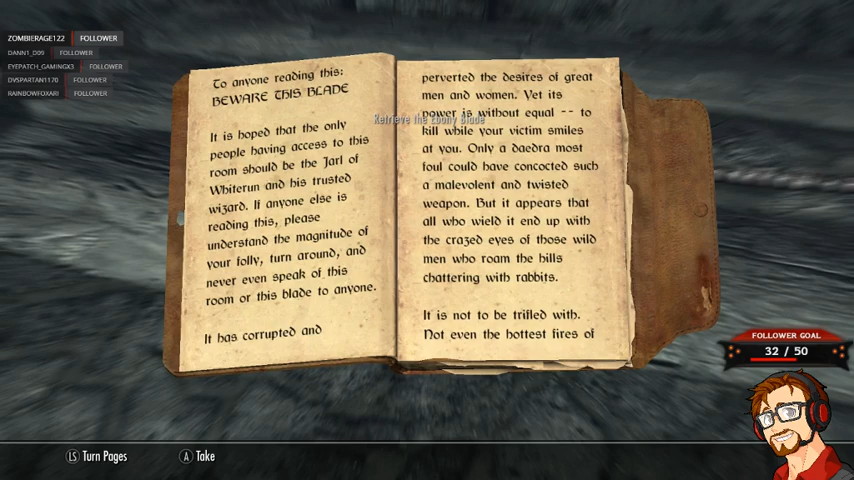 ZOMBIERAGE122 FOLLOWER
DANN1_D09 FOLLOWER
EYEPATCH_GAMINGX3 FOLLOWER
DVSPARTAN1170 FOLLOWER
RAINBOWFOXARI FOLLOWER
To anyone reading this:
BEWARE THIS BLADE
It is hoped that the only
people having access to this
room should be the Jarl of
Whiterun and his trusted
wizard. If anyone else is
reading this, please
understand the magnitude of
your folly, turn around, and
never even speak of this
room or this blade to anyone.
It has corrupted and
perverted the desires of great
men and women. Yet its
power is without equal -- to
kill while your victim smiles
at you. Only a daedra most
foul could have concocted such
a malevolent and twisted
weapon. But it appears that
all who wield it end up with
the crazed eyes of those wild
men who roam the hills
chattering with rabbits.
It is not to be trifled with.
Not even the hottest fires of
Retrieve the Ebony Blade
FOLLOWER GOAL
32 / 50
LS Turn Pages
A Take